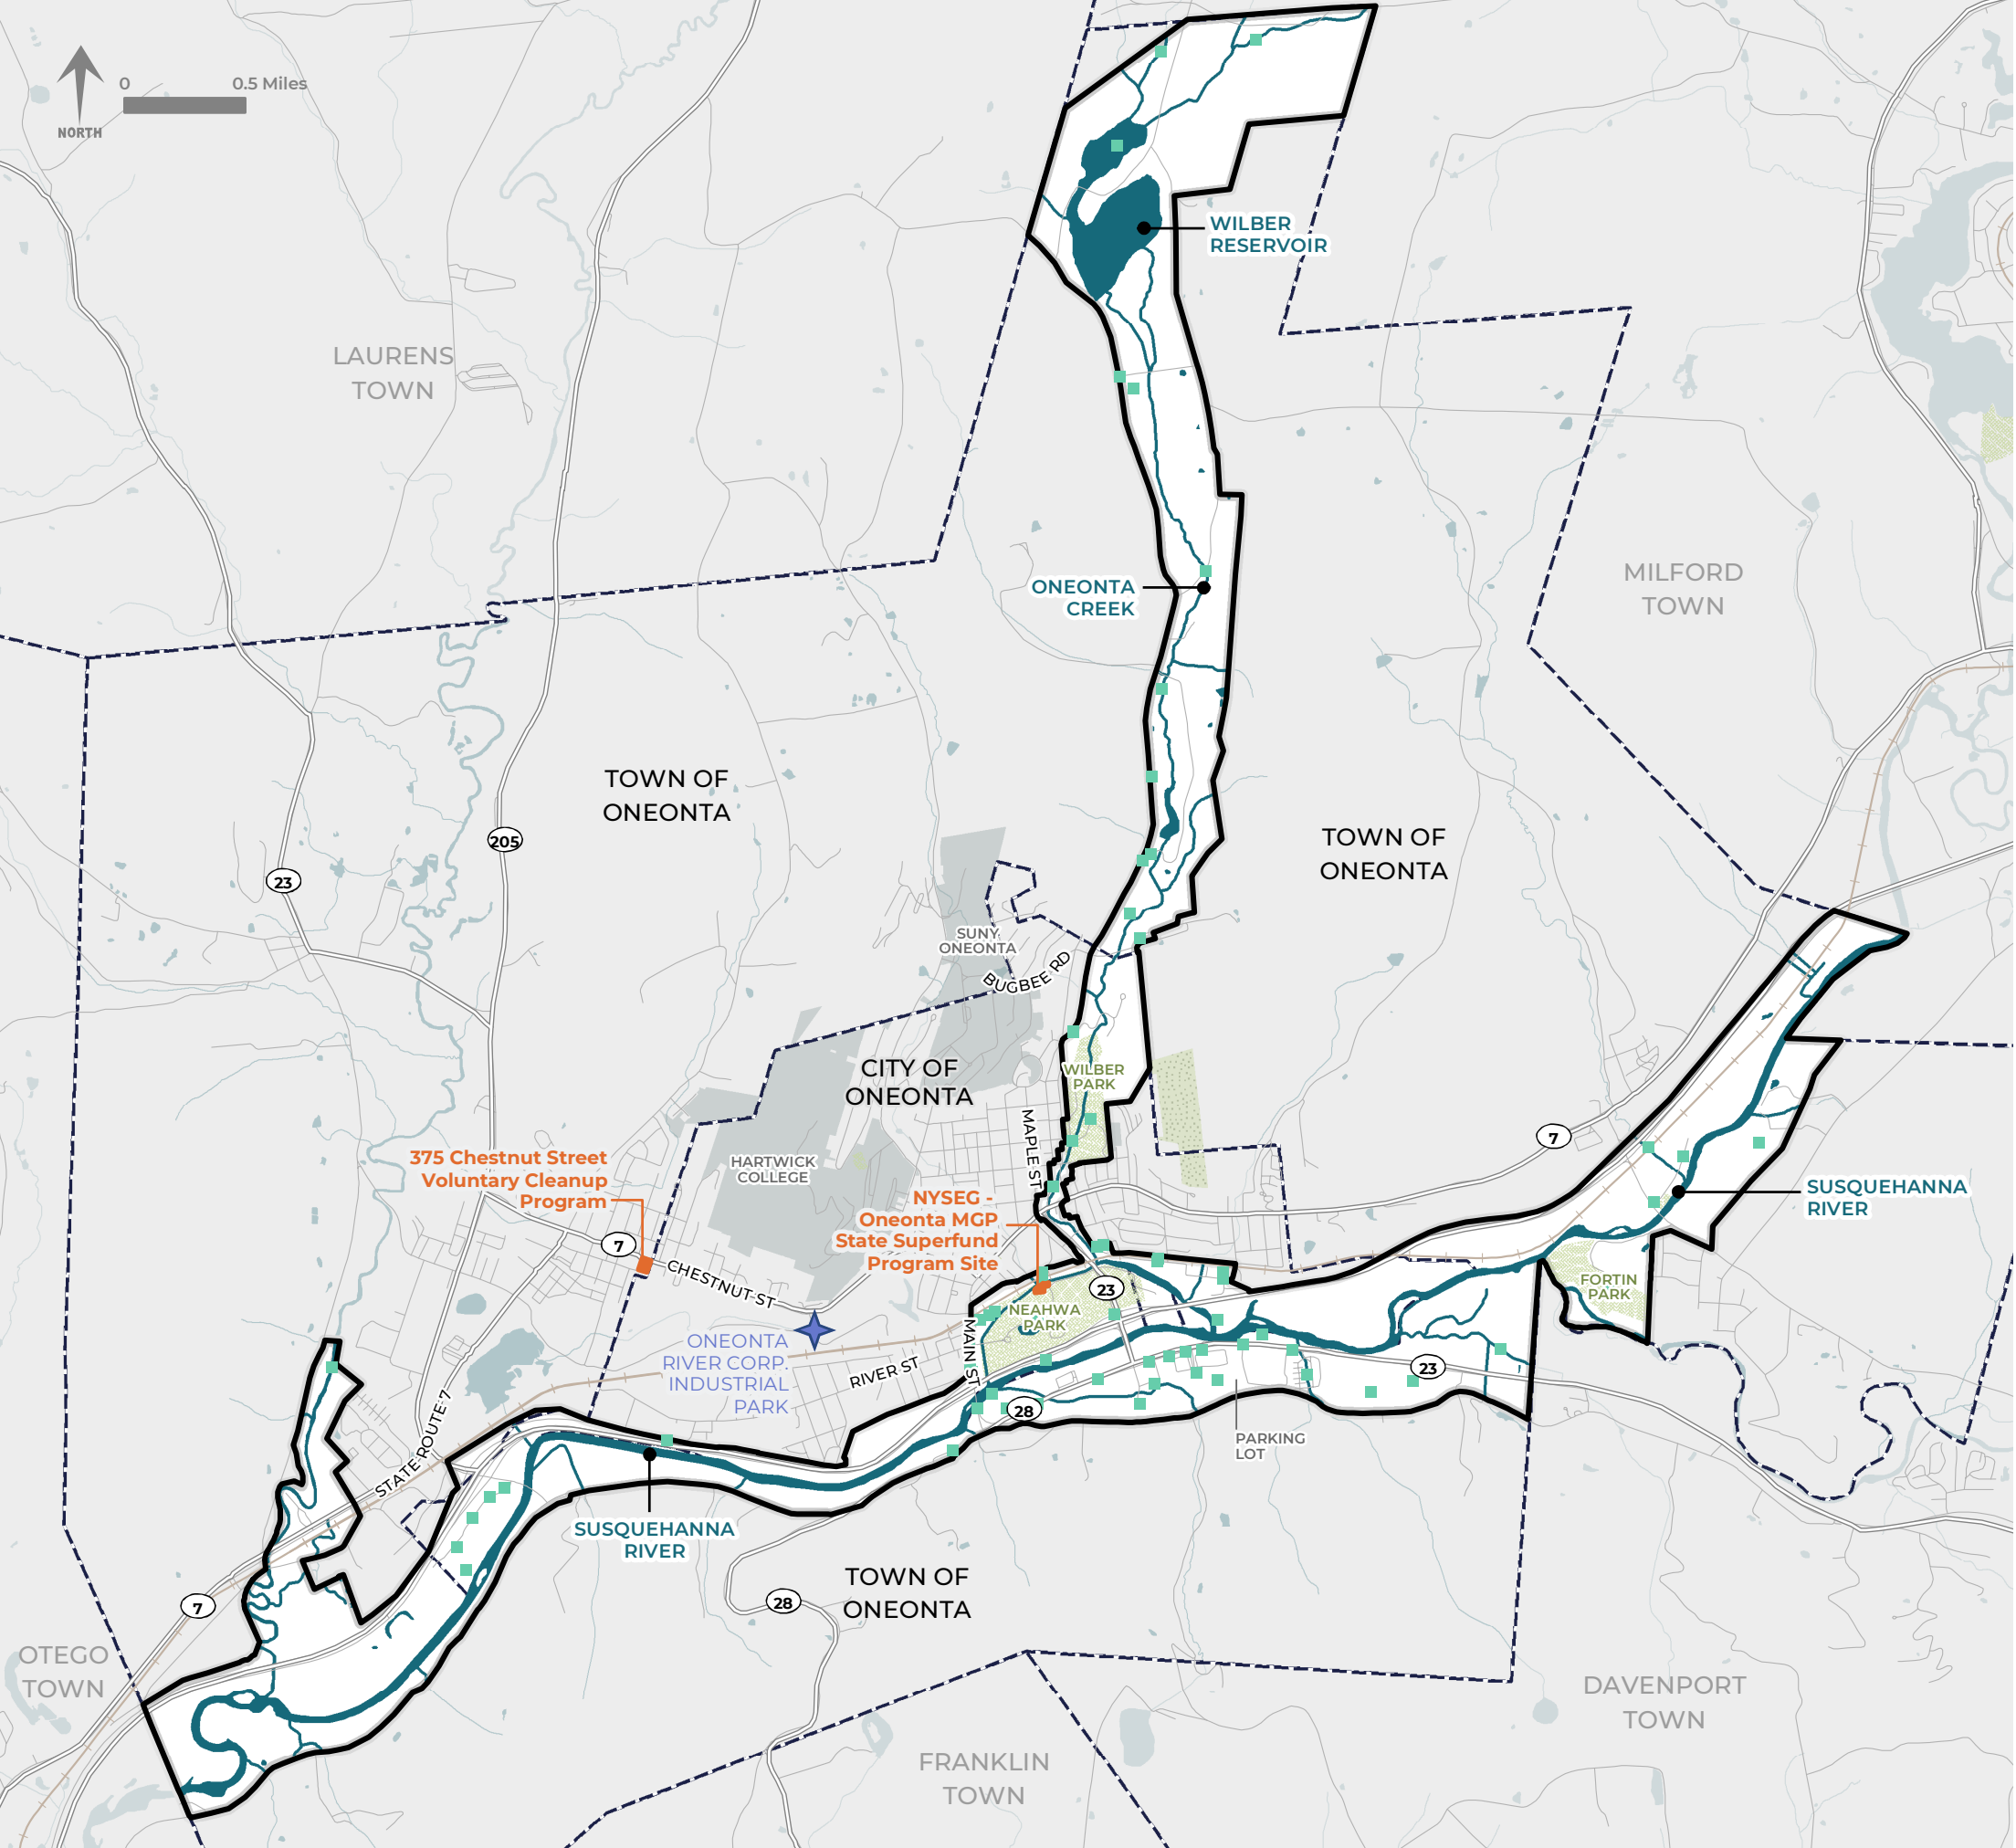 0 0.5 Miles
NORTH
WILBER
RESERVOIR
LAURENS
TOWN
MILFORD
TOWN
ONEONTA
CREEK
TOWN OF
ONEONTA
TOWN OF
ONEONTA
205
23
SUNY
ONEONTA
BUGBEE RD
CITY OF
ONEONTA
WILBER
PARK
MAPLE ST
7
HARTWICK
COLLEGE
375 Chestnut Street
Voluntary Cleanup
Program
NYSEG -
Oneonta MGP
State Superfund
Program Site
SUSQUEHANNA
RIVER
7
CHESTNUT ST
23
FORTIN
PARK
NEAHWA
PARK
MAIN ST
ONEONTA
RIVER CORP.
INDUSTRIAL
PARK
RIVER ST
23
28
STATE ROUTE 7
PARKING
LOT
SUSQUEHANNA
RIVER
TOWN OF
ONEONTA
28
7
OTEGO
TOWN
DAVENPORT
TOWN
FRANKLIN
TOWN